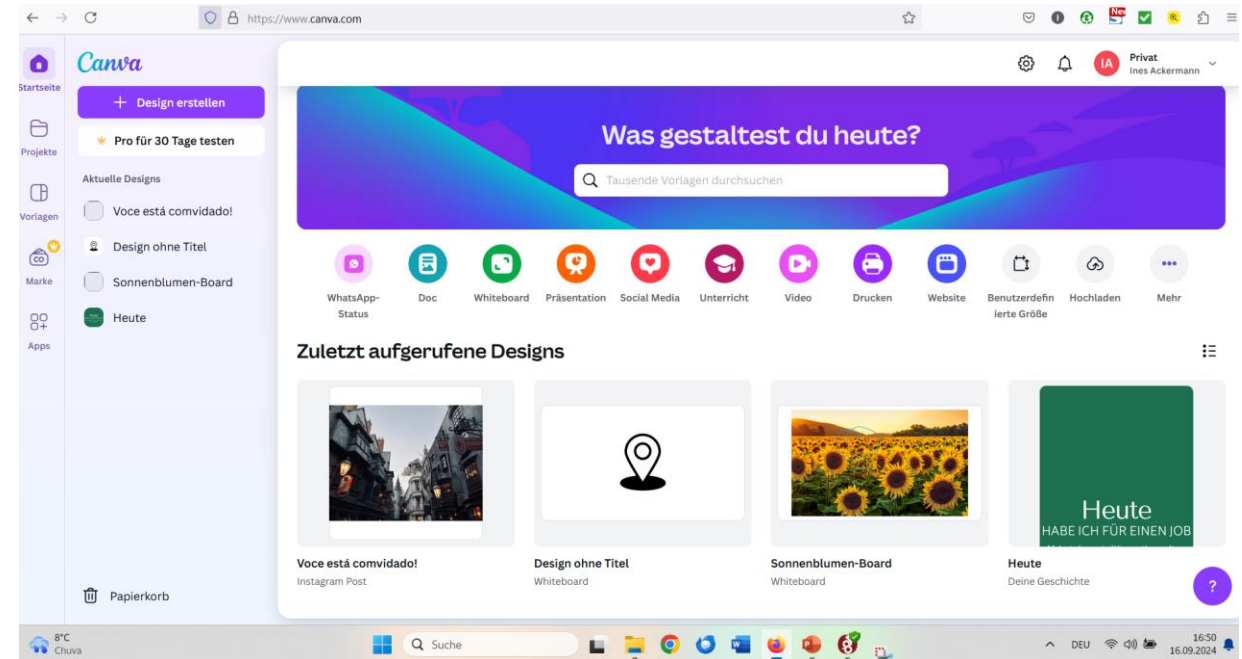 https://www.canva.com
New
Startseite
Projekte
Vorlagen
Marke
Apps
Canva
+ Design erstellen
Pro für 30 Tage testen
Aktuelle Designs
Voce está comvidado!
Design ohne Titel
Sonnenblumen-Board
Heute
Papierkorb
IA
Privat
Ines Ackermann
Was gestaltest du heute?
Tausende Vorlagen durchsuchen
WhatsApp-
Status
Doc
Whiteboard
Präsentation
Social Media
Unterricht
Video
Drucken
Website
Benutzerdefin
ierte Größe
Hochladen
Mehr
Zuletzt aufgerufene Designs
Heute
HABE ICH FÜR EINEN JOB
Voce está comvidado!
Instagram Post
Design ohne Titel
Whiteboard
Sonnenblumen-Board
Whiteboard
Heute
Deine Geschichte
?
8°C
Chuva
Suche
DEU
16:50
16.09.2024